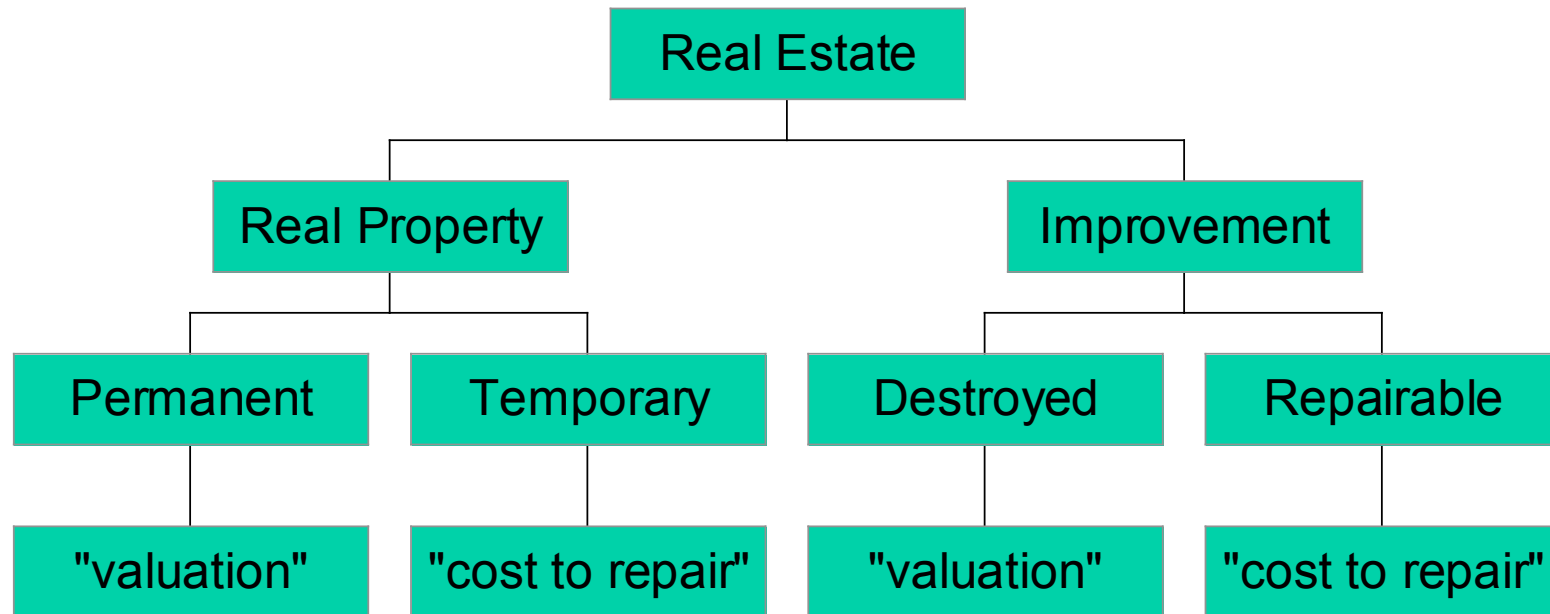 Real Estate
Real Property
Improvement
Permanent
Temporary
Destroyed
Repairable
"valuation"
"cost to repair"
"valuation"
"cost to repair"